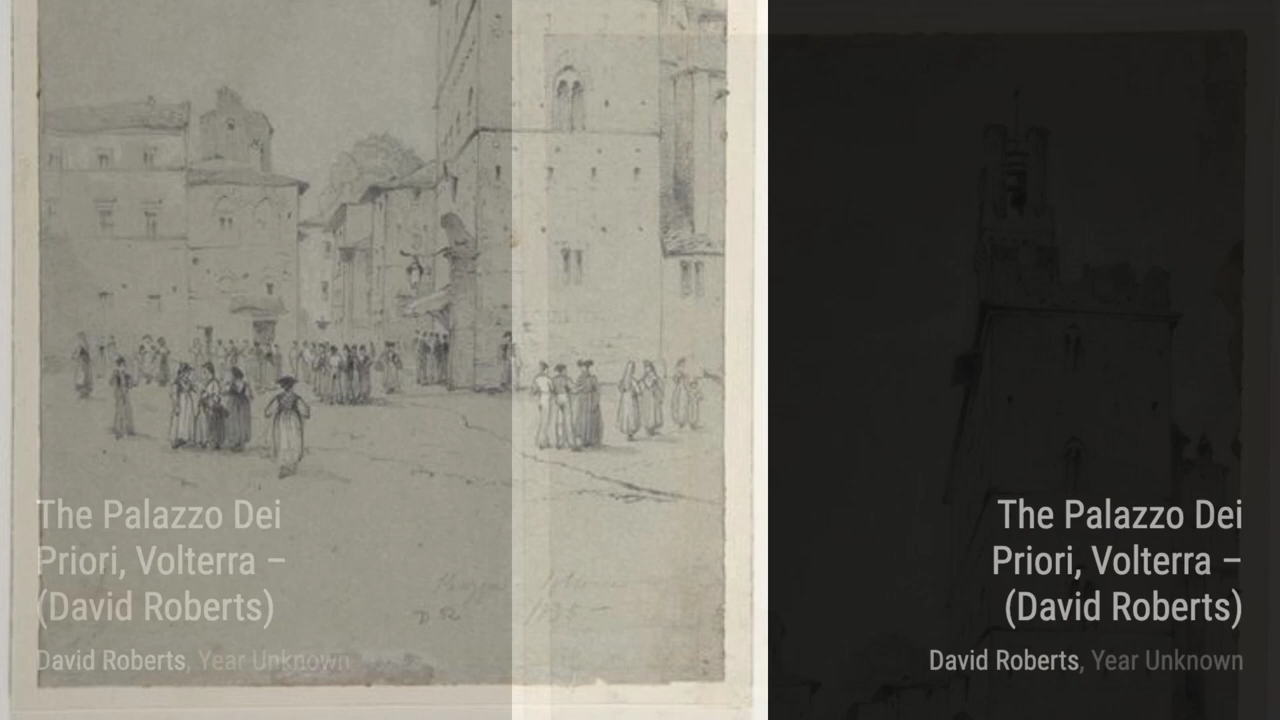 The Palazzo Dei
Priori, Volterra –
(David Roberts)
David Roberts, Year Unknown
The Palazzo Dei
Priori, Volterra –
(David Roberts)
David Roberts, Year Unknown